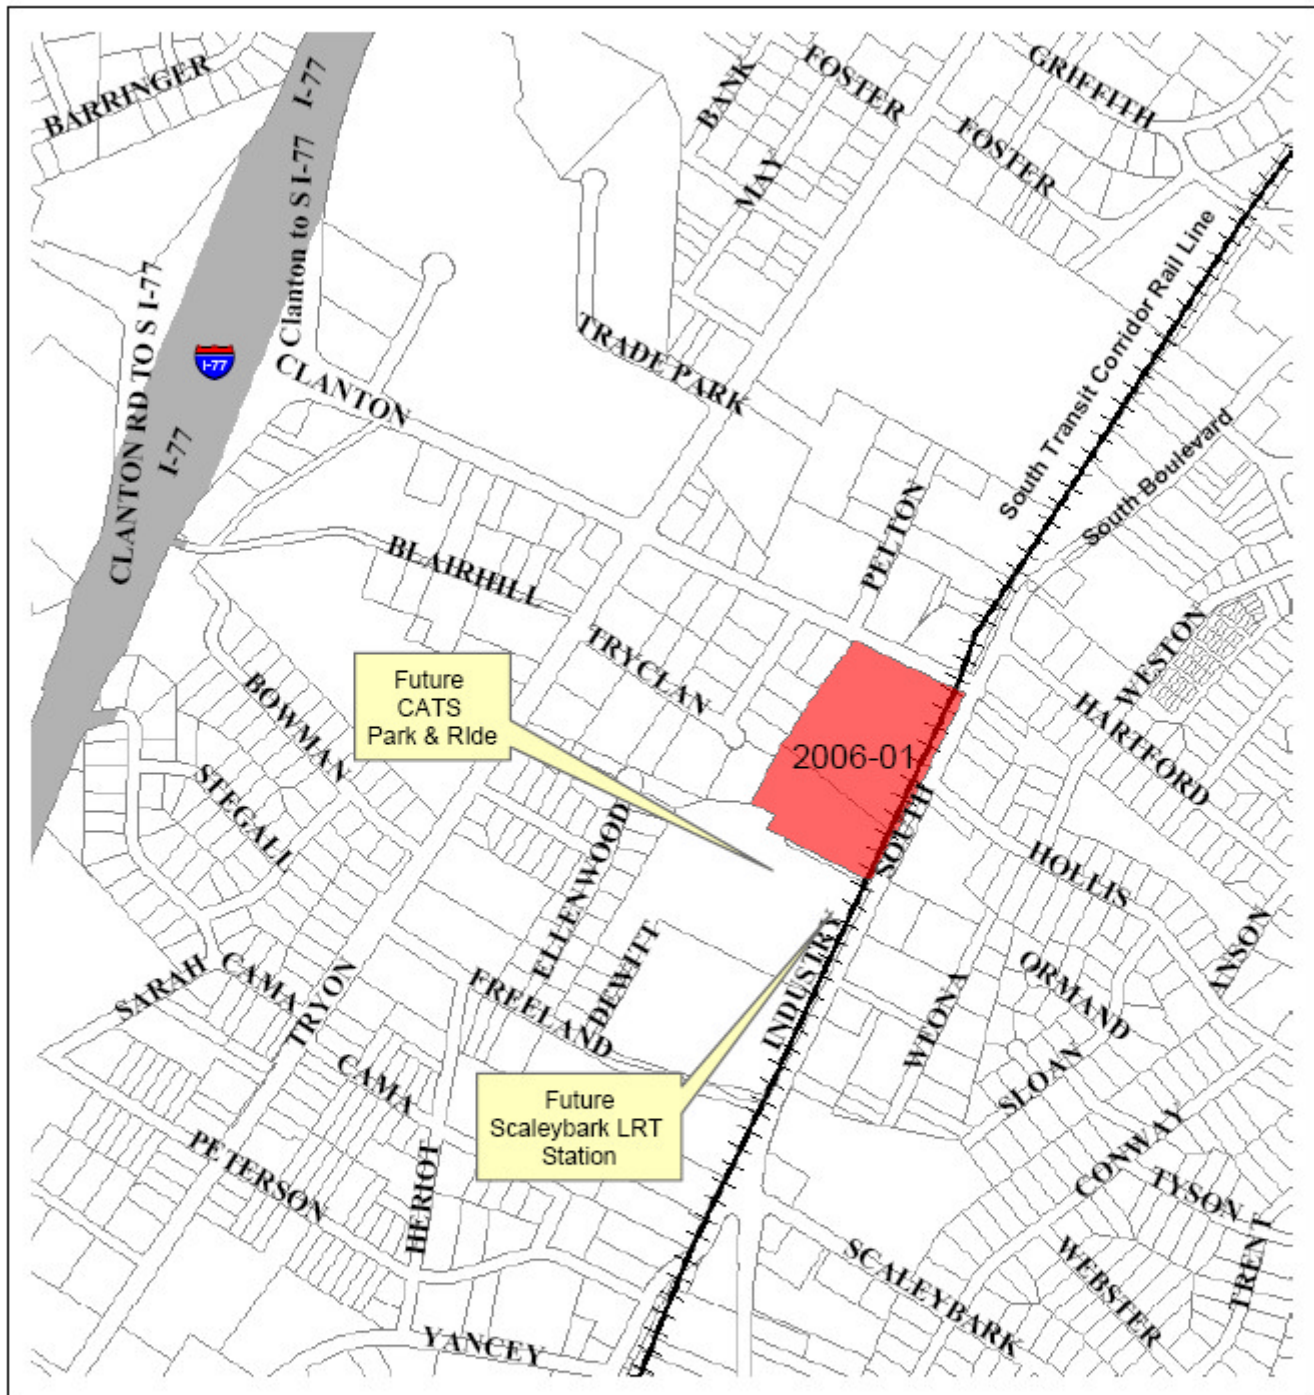 BARRINGER
I-77
Clanton to S I-77
I-77
CLANTON RD TO S I-77
I-77
I-77
BANK
FOSTER
GRIFFITH
FOSTER
MAY
TRADE PARK
CLANTON
South Transit Corridor Rail Line
South Boulevard
PELTON
BLAIRHILL
TRYCLAN
WESTON
HARTFORD
BOWMAN
Future
CATS
Park & RIde
2006-01
STEGALL
SOUTH
HOLLIS
ELLENWOOD
DEWITT
INDUSTRY
ANSON
ORMAND
WEONA
SLOAN
SARAH
CAMA
TRYON
FREELAND
CAMA
Future
Scaleybark LRT
Station
CONWAY
TYSON
PETERSON
HERIOT
SCALEYBARK
WEBSTER
TRENT
YANCEY